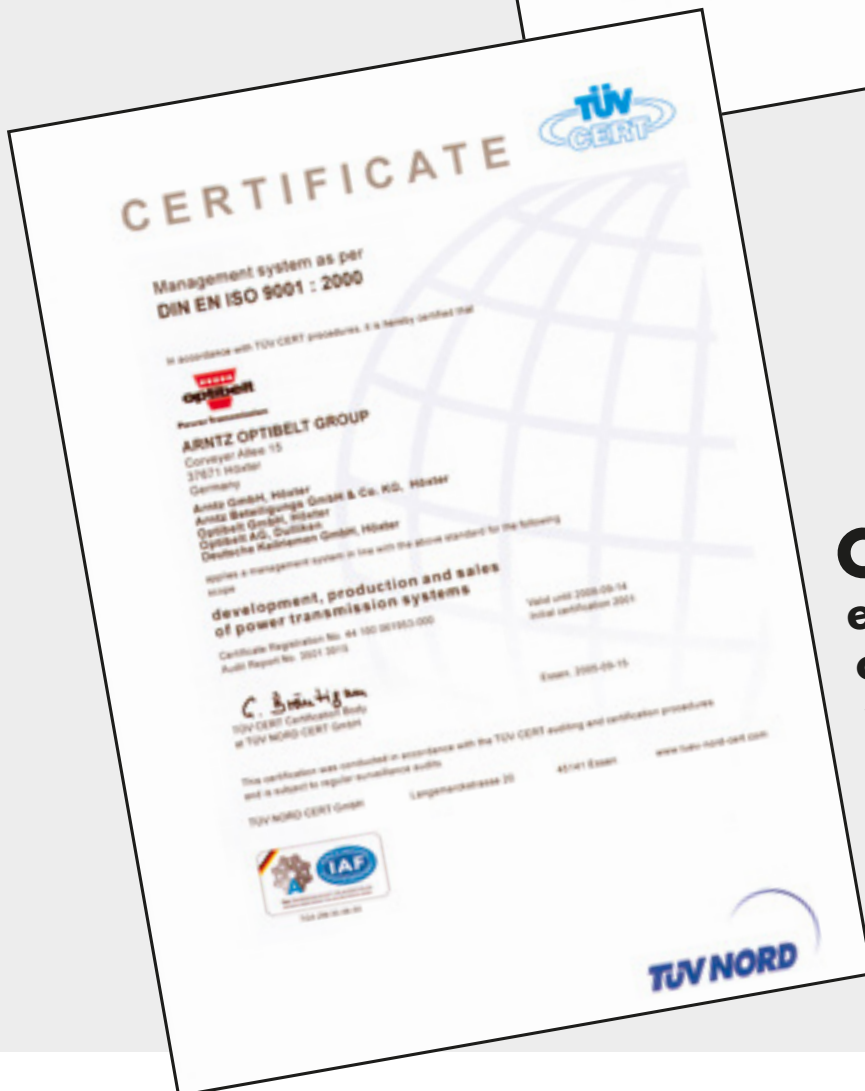 TÜV
CERT
CERTIFICATE
Management system as per
DIN EN ISO 9001 : 2000
In accordance with TÜV CERT procedures, it is hereby certified that
optibelt
Power Transmission
ARNTZ OPTIBELT GROUP
Corveyer Allee 15
37671 Höxter
Germany
Arntz GmbH, Höxter
Arntz Beteiligungs GmbH & Co. KG, Höxter
Optibelt GmbH, Höxter
Optibelt AG, Dulliken
Deutsche Keilriemen GmbH, Höxter
applies a management system in line with the above standard for the following
scope
development, production and sales
of power transmission systems
Valid until 2008-09-14
Initial certification 2001
Certificate Registration No. 44 100
Audit Report No.
Essen, 2005-09-15
C. Bräutigam
TÜV CERT Certification Body
at TÜV NORD CERT GmbH
This certification was conducted in accordance with the TÜV CERT auditing and certification procedures
and is subject to regular surveillance audits
TÜV NORD CERT GmbH Langemarckstrasse 20 45141 Essen www.tuev-nord-cert.com
IAF
TÜV NORD